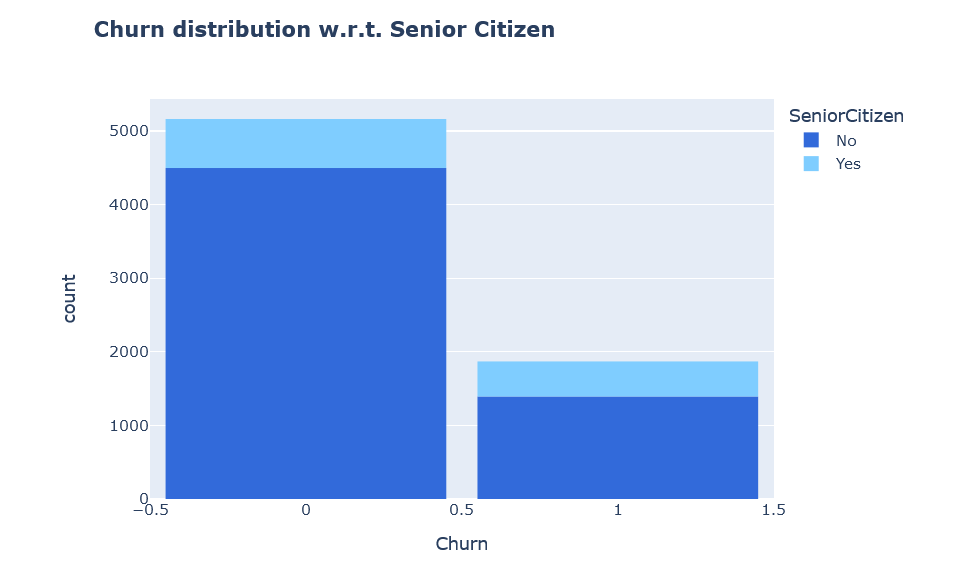 Churn distribution w.r.t. Senior Citizen
SeniorCitizen
No
Yes
5000
4000
3000
2000
1000
0
count
−0.5
0
0.5
1
1.5
Churn